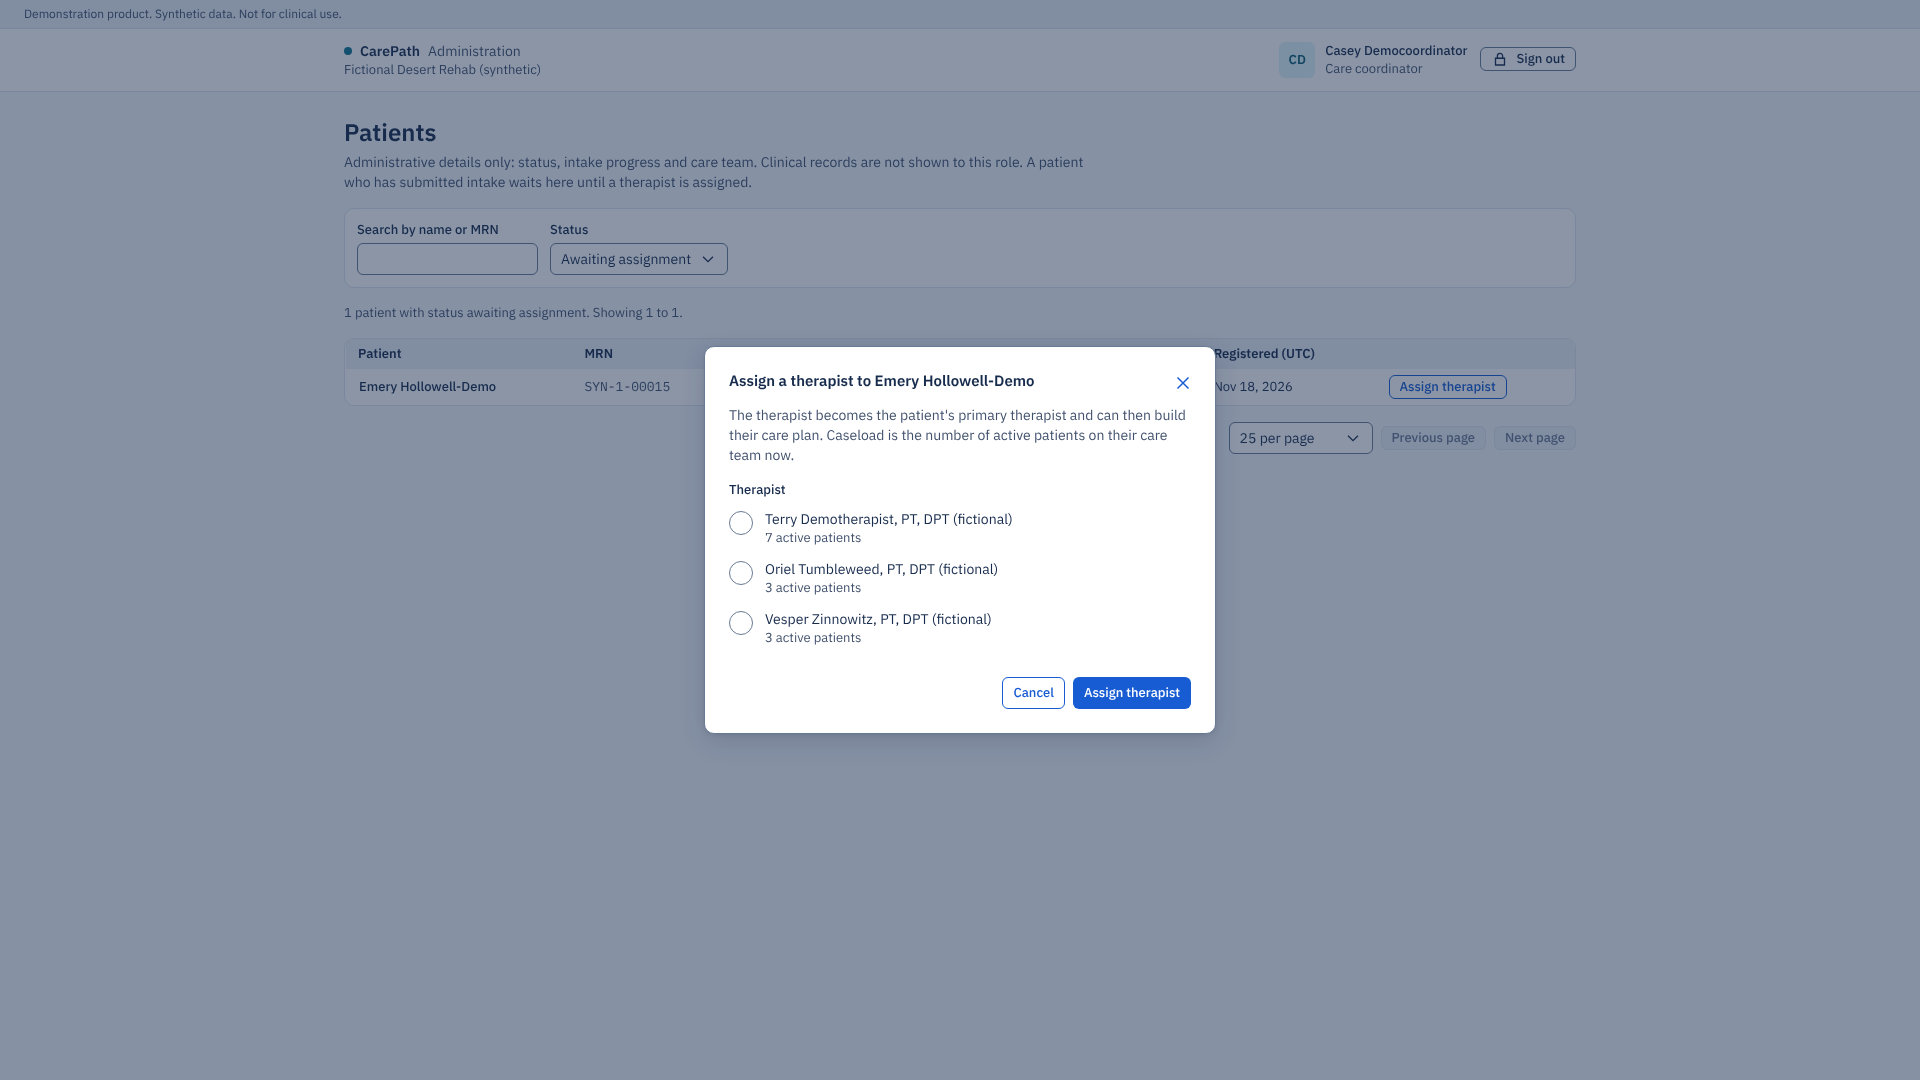 Demonstration product. Synthetic data. Not for clinical use.
CarePath Administration
Fictional Desert Rehab (synthetic)
CD
Casey Democoordinator
Care coordinator
Sign out
Patients
Administrative details only: status, intake progress and care team. Clinical records are not shown to this role. A patient
who has submitted intake waits here until a therapist is assigned.
Search by name or MRN
Status
Awaiting assignment
1 patient with status awaiting assignment. Showing 1 to 1.
Patient MRN Registered (UTC)
Emery Hollowell-Demo SYN-1-00015 Nov 18, 2026 Assign therapist
25 per page Previous page Next page
Assign a therapist to Emery Hollowell-Demo
The therapist becomes the patient's primary therapist and can then build
their care plan. Caseload is the number of active patients on their care
team now.
Therapist
Terry Demotherapist, PT, DPT (fictional)
7 active patients
Oriel Tumbleweed, PT, DPT (fictional)
3 active patients
Vesper Zinnowitz, PT, DPT (fictional)
3 active patients
Cancel
Assign therapist